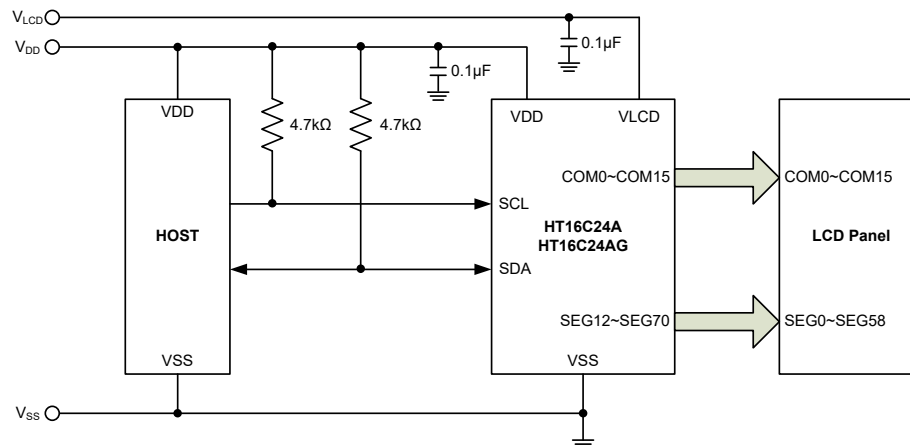 VLCD
VDD
0.1µF
0.1µF
VDD
4.7kΩ
4.7kΩ
VDD
VLCD
COM0~COM15
COM0~COM15
SCL
HOST
HT16C24A
HT16C24AG
LCD Panel
SDA
SEG12~SEG70
SEG0~SEG58
VSS
VSS
VSS